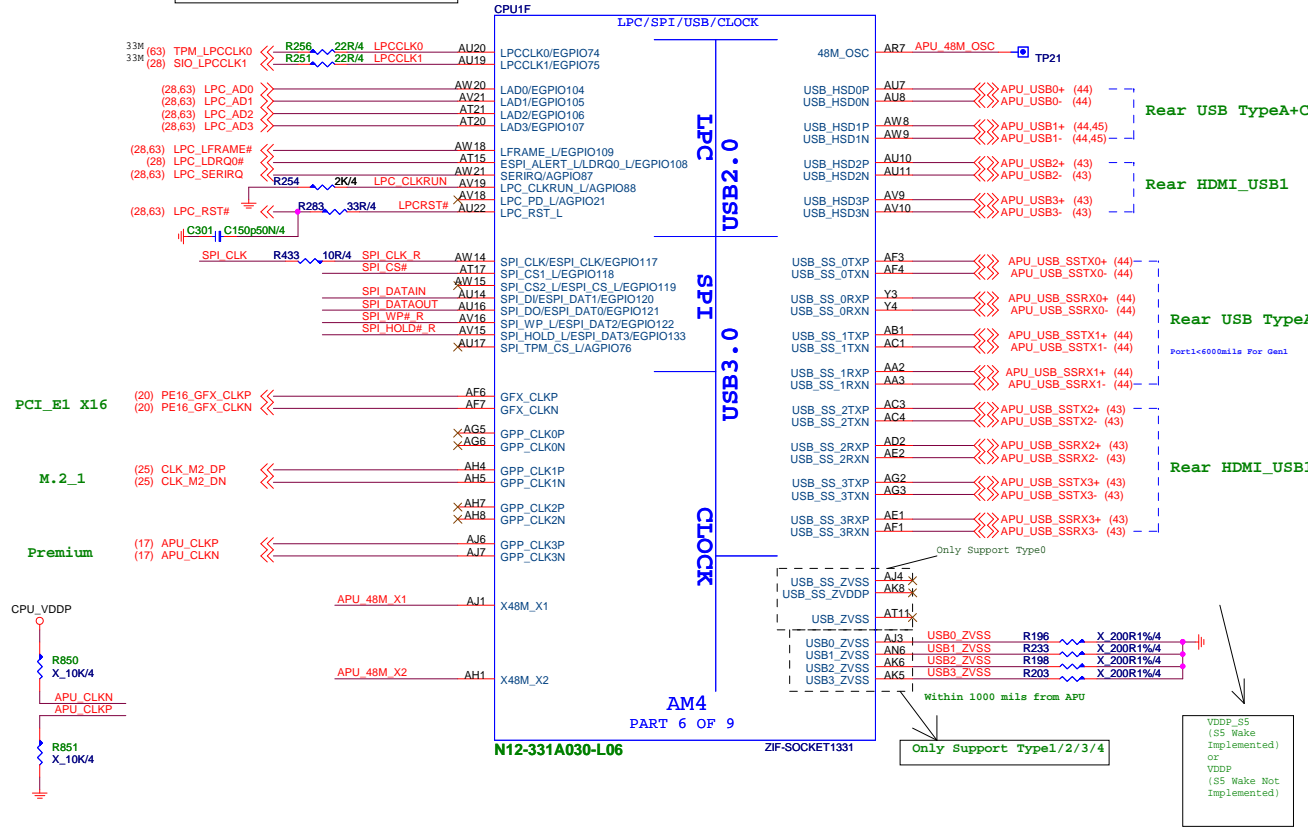 CPU1F
LPC/SPI/USB/CLOCK
33M (63) TPM_LPCCLK0 R256 22R/4 LPCCLK0 AU20 LPCCLK0/EGPIO74
33M (28) SIO_LPCCLK1 R251 22R/4 LPCCLK1 AU19 LPCCLK1/EGPIO75
(28,63) LPC_AD0 AW20 LAD0/EGPIO104
(28,63) LPC_AD1 AV21 LAD1/EGPIO105
(28,63) LPC_AD2 AT21 LAD2/EGPIO106
(28,63) LPC_AD3 AT20 LAD3/EGPIO107
(28,63) LPC_LFRAME# AW18 LFRAME_L/EGPIO109
(28) LPC_LDRQ0# AT15 ESPI_ALERT_L/LDRQ0_L/EGPIO108
(28,63) LPC_SERIRQ AW21 SERIRQ/AGPIO87
R254 2K/4 LPC_CLKRUN AV19 LPC_CLKRUN_L/AGPIO88
AV18 LPC_PD_L/AGPIO21
(28,63) LPC_RST# R283 33R/4 LPCRST# AU22 LPC_RST_L
C301 C150p50N/4
SPI_CLK R433 10R/4 SPI_CLK_R AW14 SPI_CLK/ESPI_CLK/EGPIO117
SPI_CS# AT17 SPI_CS1_L/EGPIO118
AW15 SPI_CS2_L/ESPI_CS_L/EGPIO119
SPI_DATAIN AU14 SPI_DI/ESPI_DAT1/EGPIO120
SPI_DATAOUT AU16 SPI_DO/ESPI_DAT0/EGPIO121
SPI_WP#_R AV16 SPI_WP_L/ESPI_DAT2/EGPIO122
SPI_HOLD#_R AV15 SPI_HOLD_L/ESPI_DAT3/EGPIO133
AU17 SPI_TPM_CS_L/AGPIO76
PCI_E1 X16
(20) PE16_GFX_CLKP AF6 GFX_CLKP
(20) PE16_GFX_CLKN AF7 GFX_CLKN
AG5 GPP_CLK0P
AG6 GPP_CLK0N
M.2_1
(25) CLK_M2_DP AH4 GPP_CLK1P
(25) CLK_M2_DN AH5 GPP_CLK1N
AH7 GPP_CLK2P
AH8 GPP_CLK2N
Premium
(17) APU_CLKP AJ6 GPP_CLK3P
(17) APU_CLKN AJ7 GPP_CLK3N
APU_48M_X1 AJ1 X48M_X1
APU_48M_X2 AH1 X48M_X2
CPU_VDDP
R850
X_10K/4
APU_CLKN
APU_CLKP
R851
X_10K/4
LPC
USB2.0
SPI
USB3.0
CLOCK
AM4
PART 6 OF 9
N12-331A030-L06
ZIF-SOCKET1331
48M_OSC AR7 APU_48M_OSC TP21
USB_HSD0P AU7 APU_USB0+ (44)
USB_HSD0N AU8 APU_USB0- (44)
Rear USB TypeA+C
USB_HSD1P AW8 APU_USB1+ (44,45)
USB_HSD1N AW9 APU_USB1- (44,45)
USB_HSD2P AU10 APU_USB2+ (43)
USB_HSD2N AU11 APU_USB2- (43)
Rear HDMI_USB1
USB_HSD3P AV9 APU_USB3+ (43)
USB_HSD3N AV10 APU_USB3- (43)
USB_SS_0TXP AF3 APU_USB_SSTX0+ (44)
USB_SS_0TXN AF4 APU_USB_SSTX0- (44)
USB_SS_0RXP Y3 APU_USB_SSRX0+ (44)
USB_SS_0RXN Y4 APU_USB_SSRX0- (44)
Rear USB TypeA
USB_SS_1TXP AB1 APU_USB_SSTX1+ (44)
USB_SS_1TXN AC1 APU_USB_SSTX1- (44)
Port1<6000mils For Gen1
USB_SS_1RXP AA2 APU_USB_SSRX1+ (44)
USB_SS_1RXN AA3 APU_USB_SSRX1- (44)
USB_SS_2TXP AC3 APU_USB_SSTX2+ (43)
USB_SS_2TXN AC4 APU_USB_SSTX2- (43)
USB_SS_2RXP AD2 APU_USB_SSRX2+ (43)
USB_SS_2RXN AE2 APU_USB_SSRX2- (43)
Rear HDMI_USB1
USB_SS_3TXP AG2 APU_USB_SSTX3+ (43)
USB_SS_3TXN AG3 APU_USB_SSTX3- (43)
USB_SS_3RXP AE1 APU_USB_SSRX3+ (43)
USB_SS_3RXN AF1 APU_USB_SSRX3- (43)
Only Support Type0
USB_SS_ZVSS AJ4
USB_SS_ZVDDP AK8
USB_ZVSS AT11
USB0_ZVSS AJ3 USB0_ZVSS R196 X_200R1%/4
USB1_ZVSS AN6 USB1_ZVSS R233 X_200R1%/4
USB2_ZVSS AK6 USB2_ZVSS R198 X_200R1%/4
USB3_ZVSS AK5 USB3_ZVSS R203 X_200R1%/4
Within 1000 mils from APU
Only Support Type1/2/3/4
VDDP_S5
(S5 Wake
Implemented)
or
VDDP
(S5 Wake Not
Implemented)